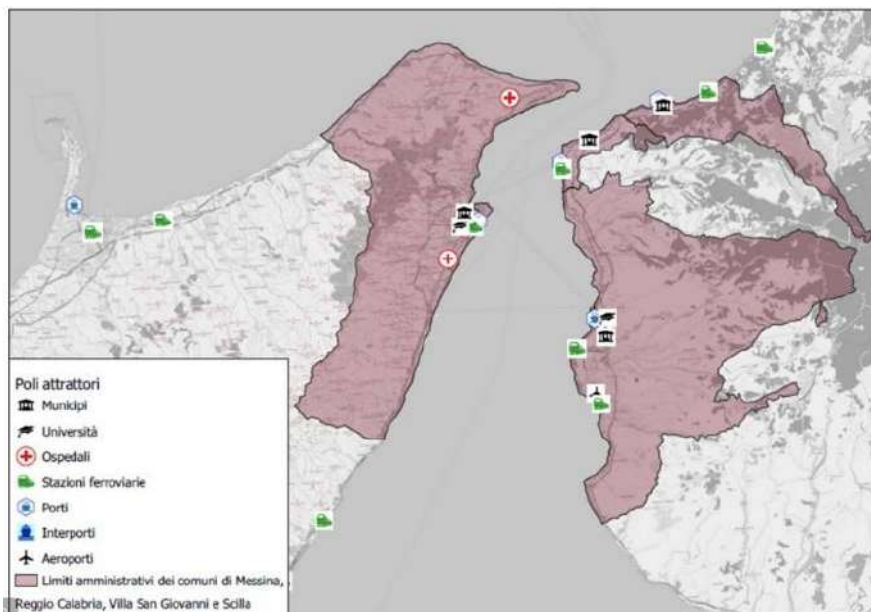 Poli attrattori
Municipi
Università
Ospedali
Stazioni ferroviarie
Porti
Interporti
Aeroporti
Limiti amministrativi dei comuni di Messina,
Reggio Calabria, Villa San Giovanni e Scilla